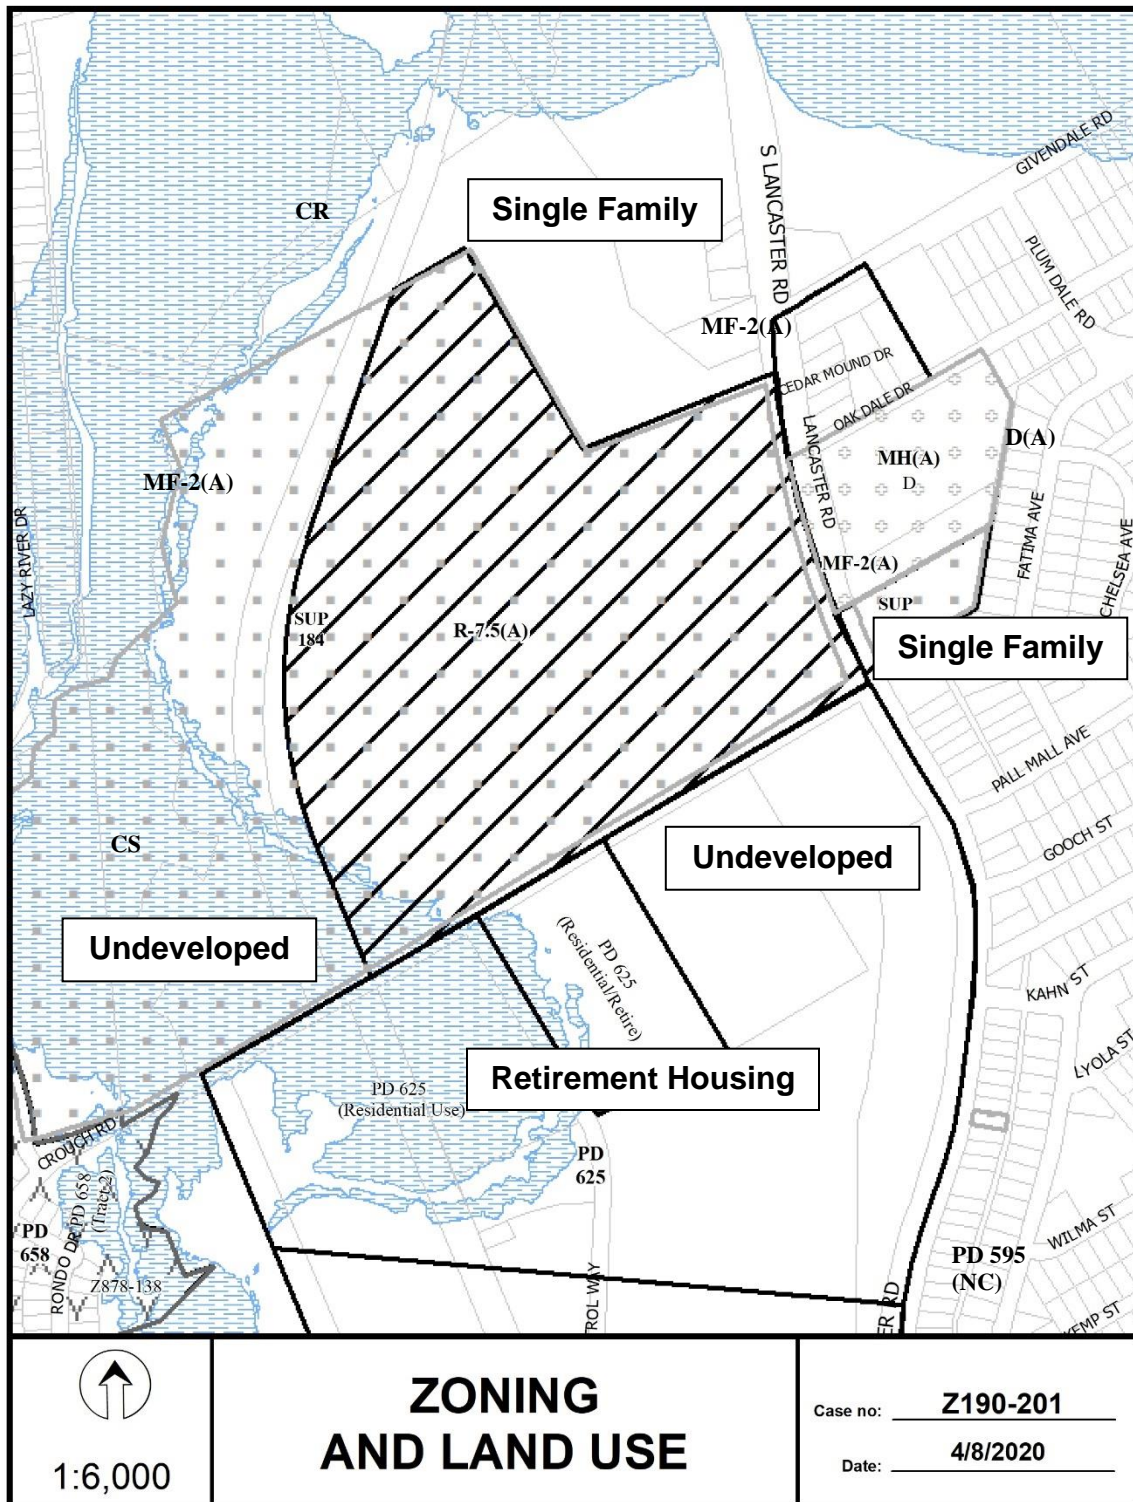 GIVENDALE RD
S LANCASTER RD
Single Family
CR
PLUM DALE RD
MF-2(A)
CEDAR MOUND DR
OAK DALE DR
LANCASTER RD
D(A)
MH(A)
D
MF-2(A)
LAZY RIVER DR
FATIMA AVE
CHELSEA AVE
MF-2(A)
SUP
SUP
184
R-7.5(A)
Single Family
PALL MALL AVE
GOOCH ST
CS
Undeveloped
Undeveloped
PD 625
(Residential/Retire)
KAHN ST
LYOLA ST
Retirement Housing
PD 625
(Residential Use)
CROUCH RD
PD
625
PD 658
(Tract 2)
PD
658
RONDO DR
Z878-138
WILMA ST
PD 595
(NC)
ROL WAY
ER RD
KEMP ST
1:6,000
ZONING
AND LAND USE
Case no: Z190-201
Date: 4/8/2020